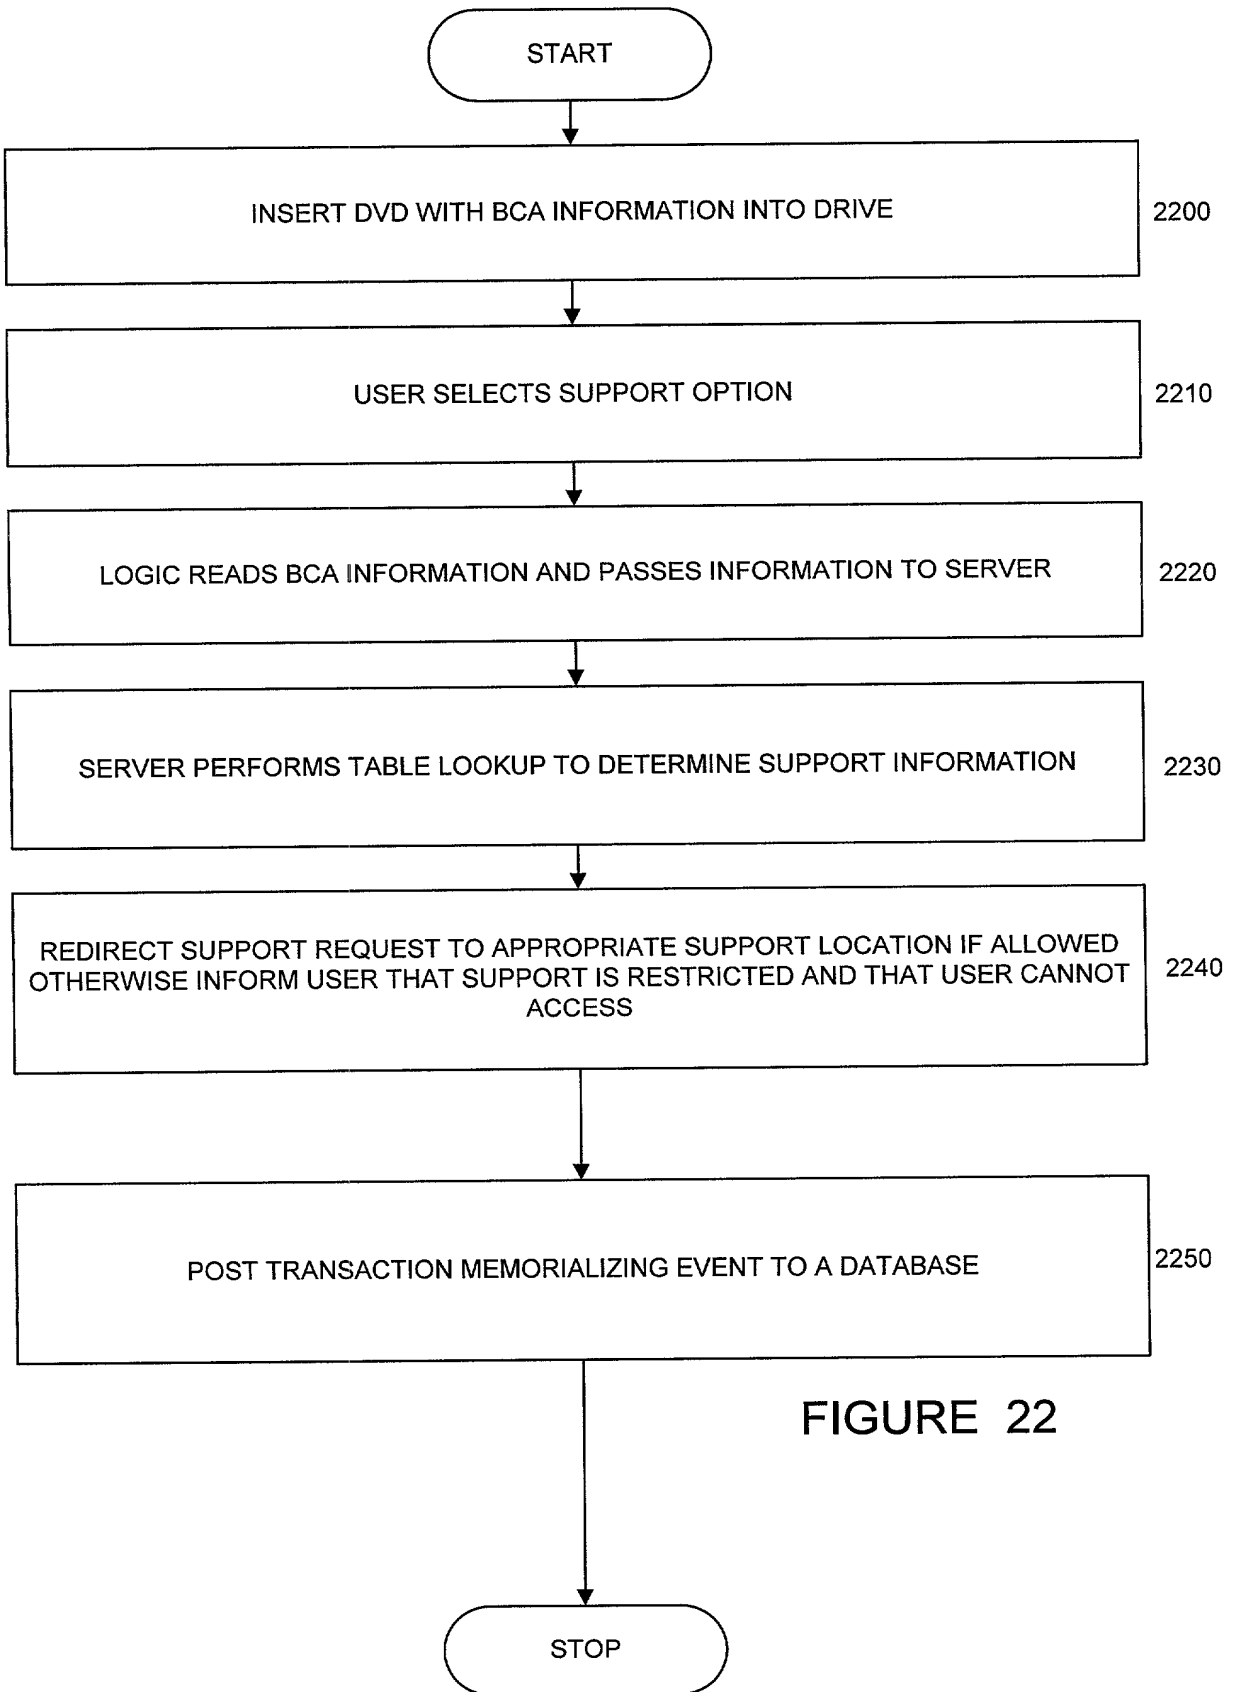 START
INSERT DVD WITH BCA INFORMATION INTO DRIVE
2200
USER SELECTS SUPPORT OPTION
2210
LOGIC READS BCA INFORMATION AND PASSES INFORMATION TO SERVER
2220
SERVER PERFORMS TABLE LOOKUP TO DETERMINE SUPPORT INFORMATION
2230
REDIRECT SUPPORT REQUEST TO APPROPRIATE SUPPORT LOCATION IF ALLOWED
OTHERWISE INFORM USER THAT SUPPORT IS RESTRICTED AND THAT USER CANNOT
ACCESS
2240
POST TRANSACTION MEMORIALIZING EVENT TO A DATABASE
2250
FIGURE 22
STOP